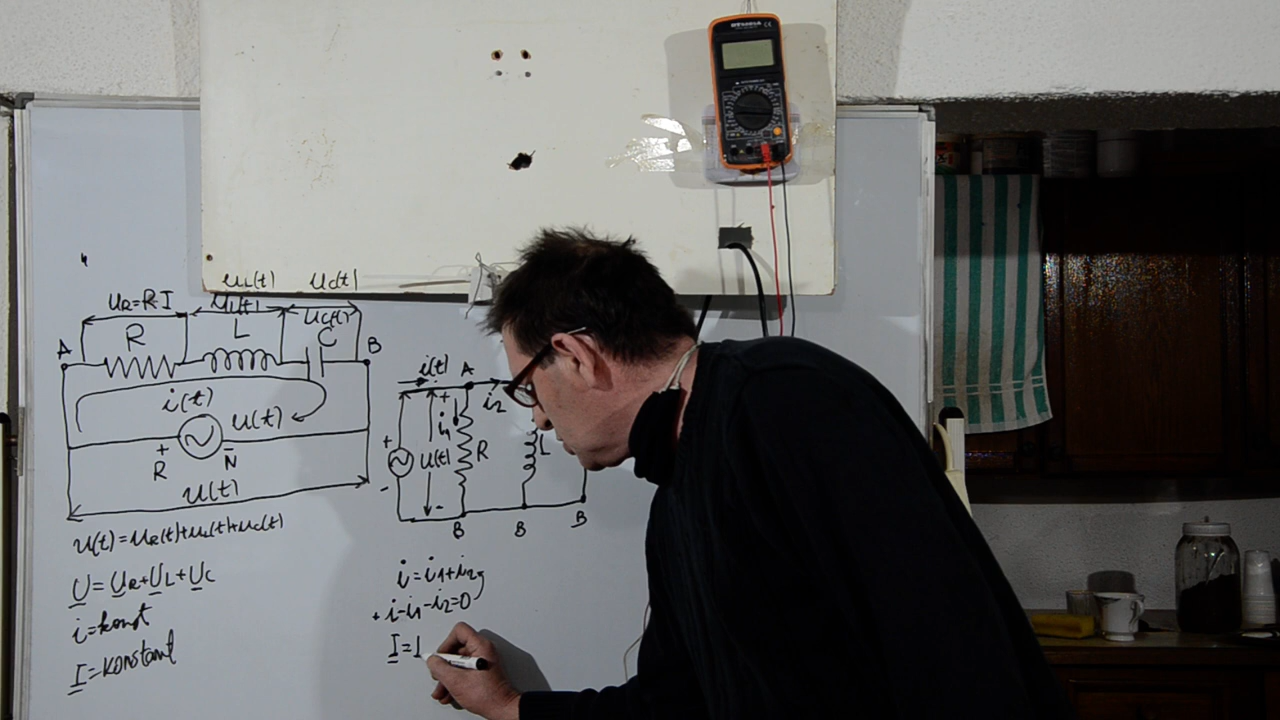 uL(t) uC(t)
uR=RI uL(t) uC(t)
R L C
A B
i(t)
u(t)
+ -
R N
u(t)
u(t)=uR(t)+uL(t)+uC(t)
U=UR+UL+UC
i=konst
I=konstant
i(t) A
+ i1 i2
+ u(t) R L
- -
B B B
i=i1+i2
+i-i1-i2=0
I=